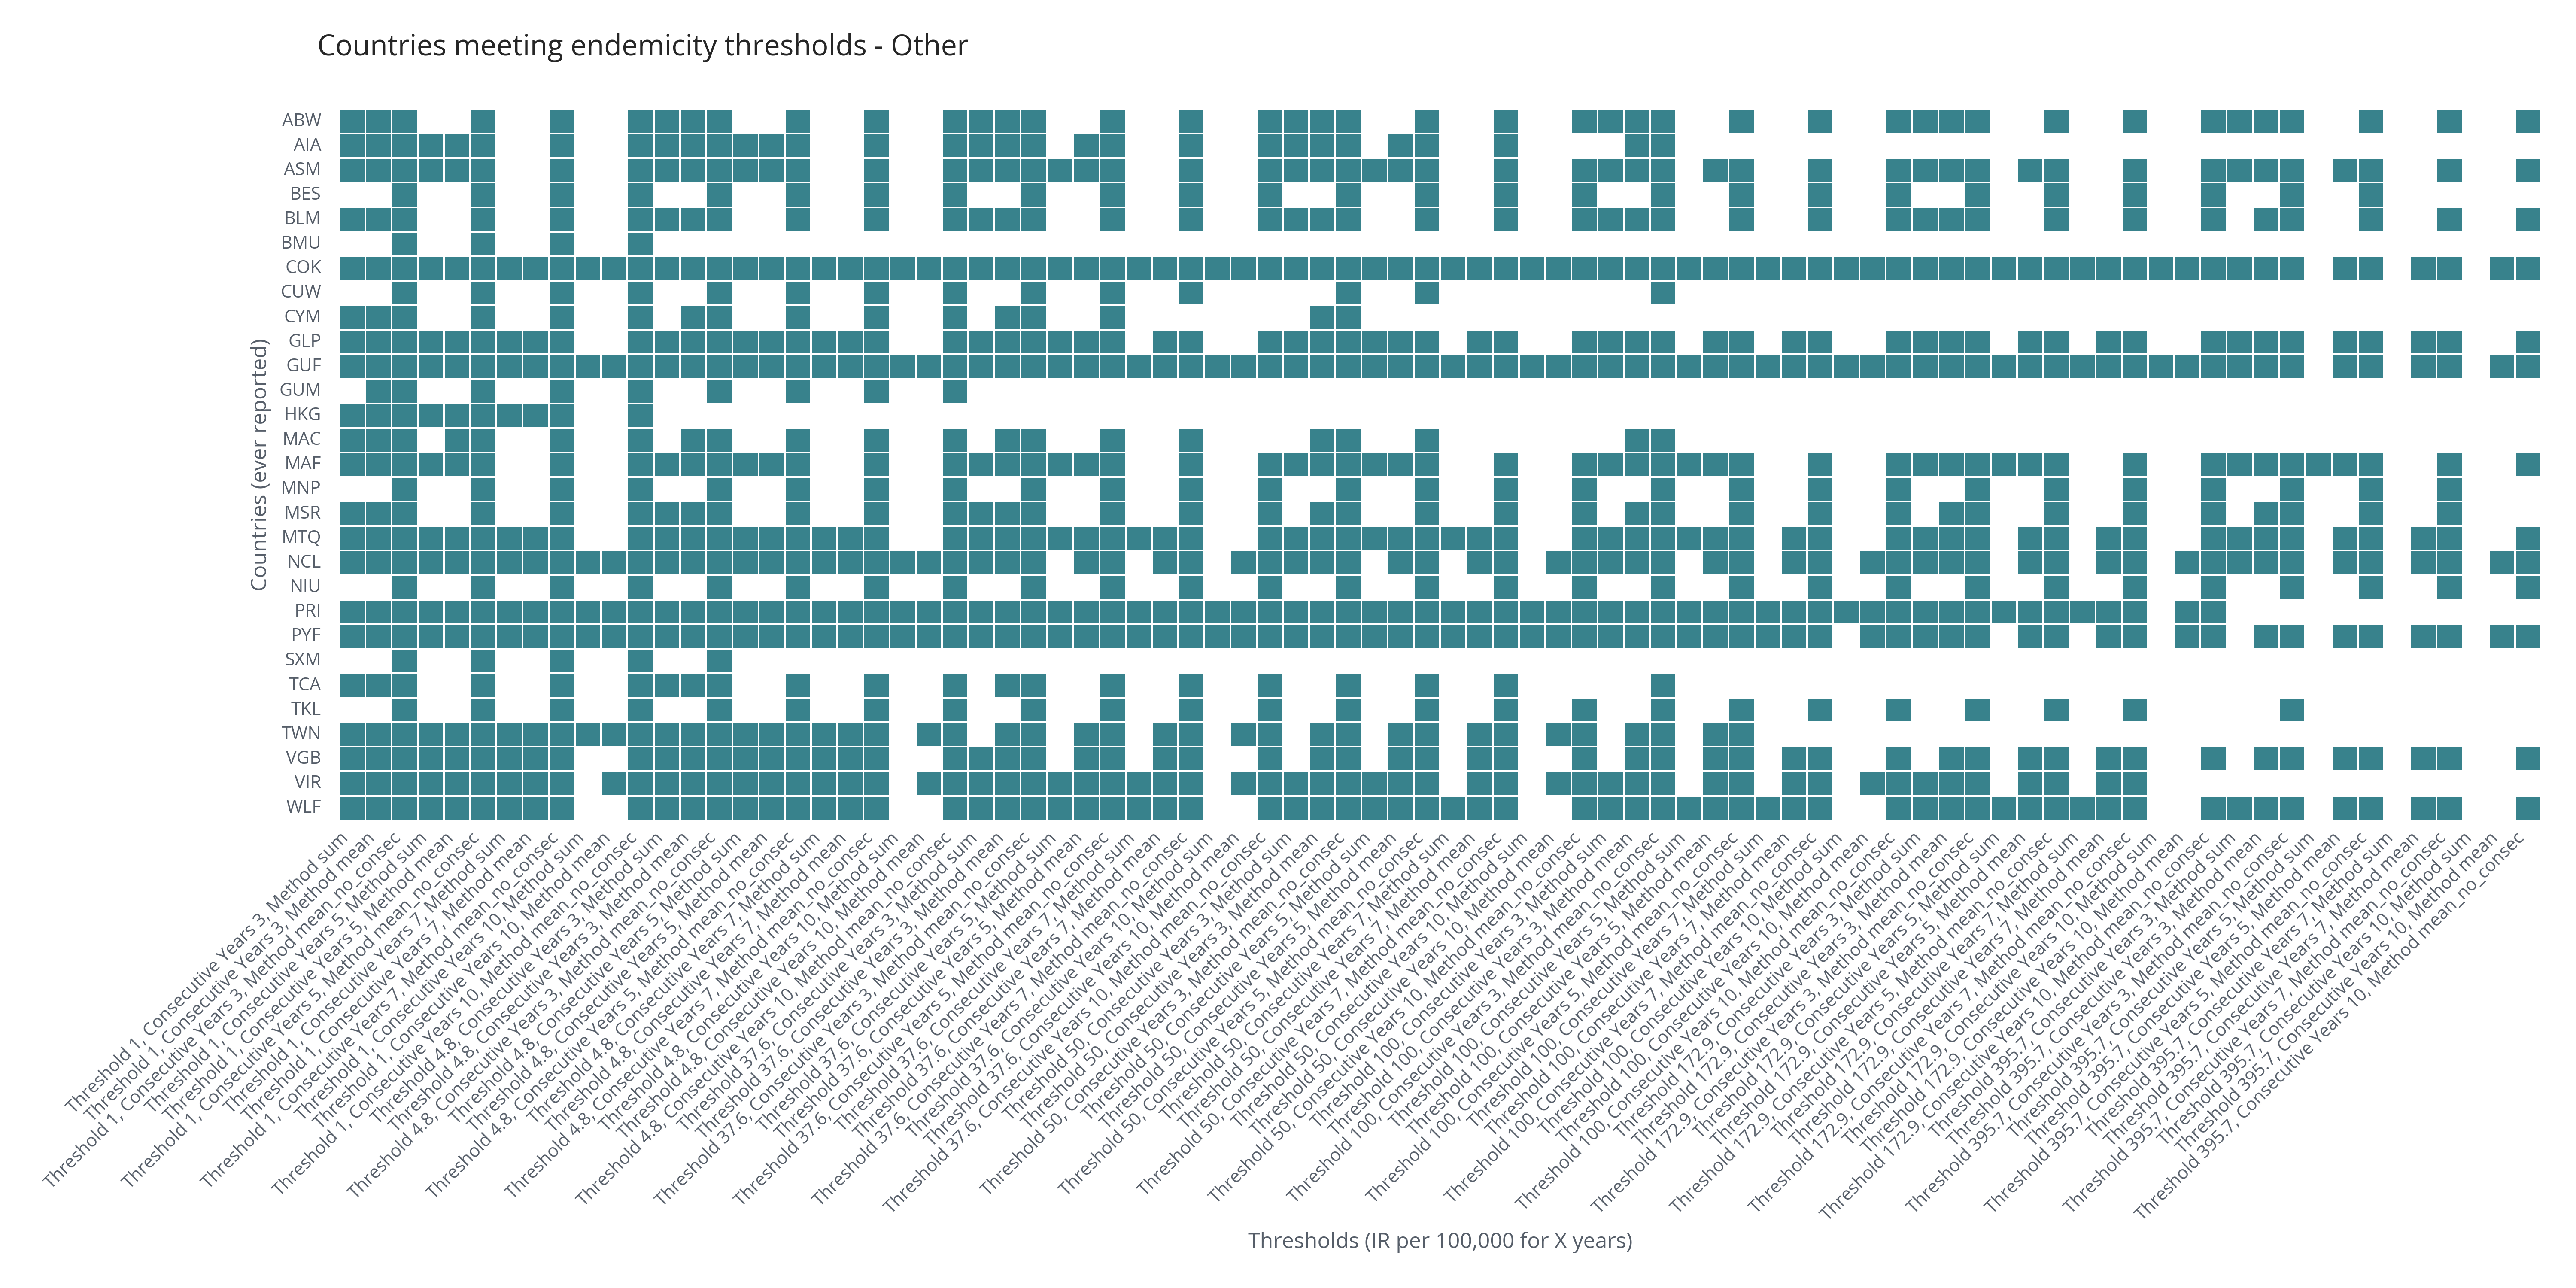 Countries meeting endemicity thresholds - Other
Countries (ever reported)
ABW
AIA
ASM
BES
BLM
BMU
COK
CUW
CYM
GLP
GUF
GUM
HKG
MAC
MAF
MNP
MSR
MTQ
NCL
NIU
PRI
PYF
SXM
TCA
TKL
TWN
VGB
VIR
WLF
Threshold 1, Consecutive Years 3, Method sum
Threshold 1, Consecutive Years 3, Method mean
Threshold 1, Consecutive Years 3, Method mean_no_consec
Threshold 1, Consecutive Years 5, Method sum
Threshold 1, Consecutive Years 5, Method mean
Threshold 1, Consecutive Years 5, Method mean_no_consec
Threshold 1, Consecutive Years 7, Method sum
Threshold 1, Consecutive Years 7, Method mean
Threshold 1, Consecutive Years 7, Method mean_no_consec
Threshold 1, Consecutive Years 10, Method sum
Threshold 1, Consecutive Years 10, Method mean
Threshold 1, Consecutive Years 10, Method mean_no_consec
Threshold 4.8, Consecutive Years 3, Method sum
Threshold 4.8, Consecutive Years 3, Method mean
Threshold 4.8, Consecutive Years 3, Method mean_no_consec
Threshold 4.8, Consecutive Years 5, Method sum
Threshold 4.8, Consecutive Years 5, Method mean
Threshold 4.8, Consecutive Years 5, Method mean_no_consec
Threshold 4.8, Consecutive Years 7, Method sum
Threshold 4.8, Consecutive Years 7, Method mean
Threshold 4.8, Consecutive Years 7, Method mean_no_consec
Threshold 4.8, Consecutive Years 10, Method sum
Threshold 4.8, Consecutive Years 10, Method mean
Threshold 4.8, Consecutive Years 10, Method mean_no_consec
Threshold 37.6, Consecutive Years 3, Method sum
Threshold 37.6, Consecutive Years 3, Method mean
Threshold 37.6, Consecutive Years 3, Method mean_no_consec
Threshold 37.6, Consecutive Years 5, Method sum
Threshold 37.6, Consecutive Years 5, Method mean
Threshold 37.6, Consecutive Years 5, Method mean_no_consec
Threshold 37.6, Consecutive Years 7, Method sum
Threshold 37.6, Consecutive Years 7, Method mean
Threshold 37.6, Consecutive Years 7, Method mean_no_consec
Threshold 37.6, Consecutive Years 10, Method sum
Threshold 37.6, Consecutive Years 10, Method mean
Threshold 37.6, Consecutive Years 10, Method mean_no_consec
Threshold 50, Consecutive Years 3, Method sum
Threshold 50, Consecutive Years 3, Method mean
Threshold 50, Consecutive Years 3, Method mean_no_consec
Threshold 50, Consecutive Years 5, Method sum
Threshold 50, Consecutive Years 5, Method mean
Threshold 50, Consecutive Years 5, Method mean_no_consec
Threshold 50, Consecutive Years 7, Method sum
Threshold 50, Consecutive Years 7, Method mean
Threshold 50, Consecutive Years 7, Method mean_no_consec
Threshold 50, Consecutive Years 10, Method sum
Threshold 50, Consecutive Years 10, Method mean
Threshold 50, Consecutive Years 10, Method mean_no_consec
Threshold 100, Consecutive Years 3, Method sum
Threshold 100, Consecutive Years 3, Method mean
Threshold 100, Consecutive Years 3, Method mean_no_consec
Threshold 100, Consecutive Years 5, Method sum
Threshold 100, Consecutive Years 5, Method mean
Threshold 100, Consecutive Years 5, Method mean_no_consec
Threshold 100, Consecutive Years 7, Method sum
Threshold 100, Consecutive Years 7, Method mean
Threshold 100, Consecutive Years 7, Method mean_no_consec
Threshold 100, Consecutive Years 10, Method sum
Threshold 100, Consecutive Years 10, Method mean
Threshold 100, Consecutive Years 10, Method mean_no_consec
Threshold 172.9, Consecutive Years 3, Method sum
Threshold 172.9, Consecutive Years 3, Method mean
Threshold 172.9, Consecutive Years 3, Method mean_no_consec
Threshold 172.9, Consecutive Years 5, Method sum
Threshold 172.9, Consecutive Years 5, Method mean
Threshold 172.9, Consecutive Years 5, Method mean_no_consec
Threshold 172.9, Consecutive Years 7, Method sum
Threshold 172.9, Consecutive Years 7, Method mean
Threshold 172.9, Consecutive Years 7, Method mean_no_consec
Threshold 172.9, Consecutive Years 10, Method sum
Threshold 172.9, Consecutive Years 10, Method mean
Threshold 172.9, Consecutive Years 10, Method mean_no_consec
Threshold 395.7, Consecutive Years 3, Method sum
Threshold 395.7, Consecutive Years 3, Method mean
Threshold 395.7, Consecutive Years 3, Method mean_no_consec
Threshold 395.7, Consecutive Years 5, Method sum
Threshold 395.7, Consecutive Years 5, Method mean
Threshold 395.7, Consecutive Years 5, Method mean_no_consec
Threshold 395.7, Consecutive Years 7, Method sum
Threshold 395.7, Consecutive Years 7, Method mean
Threshold 395.7, Consecutive Years 7, Method mean_no_consec
Threshold 395.7, Consecutive Years 10, Method sum
Threshold 395.7, Consecutive Years 10, Method mean
Threshold 395.7, Consecutive Years 10, Method mean_no_consec
Thresholds (IR per 100,000 for X years)